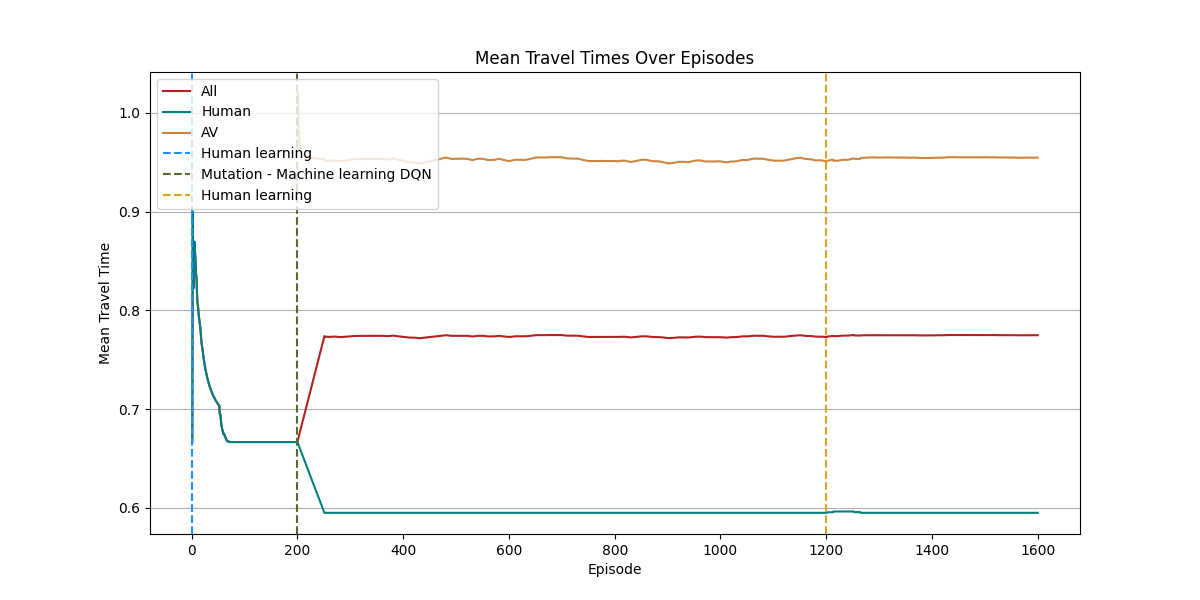 Mean Travel Times Over Episodes
All
Human
AV
Human learning
Mutation - Machine learning DQN
Human learning
Mean Travel Time
1.0
0.9
0.8
0.7
0.6
0 200 400 600 800 1000 1200 1400 1600
Episode